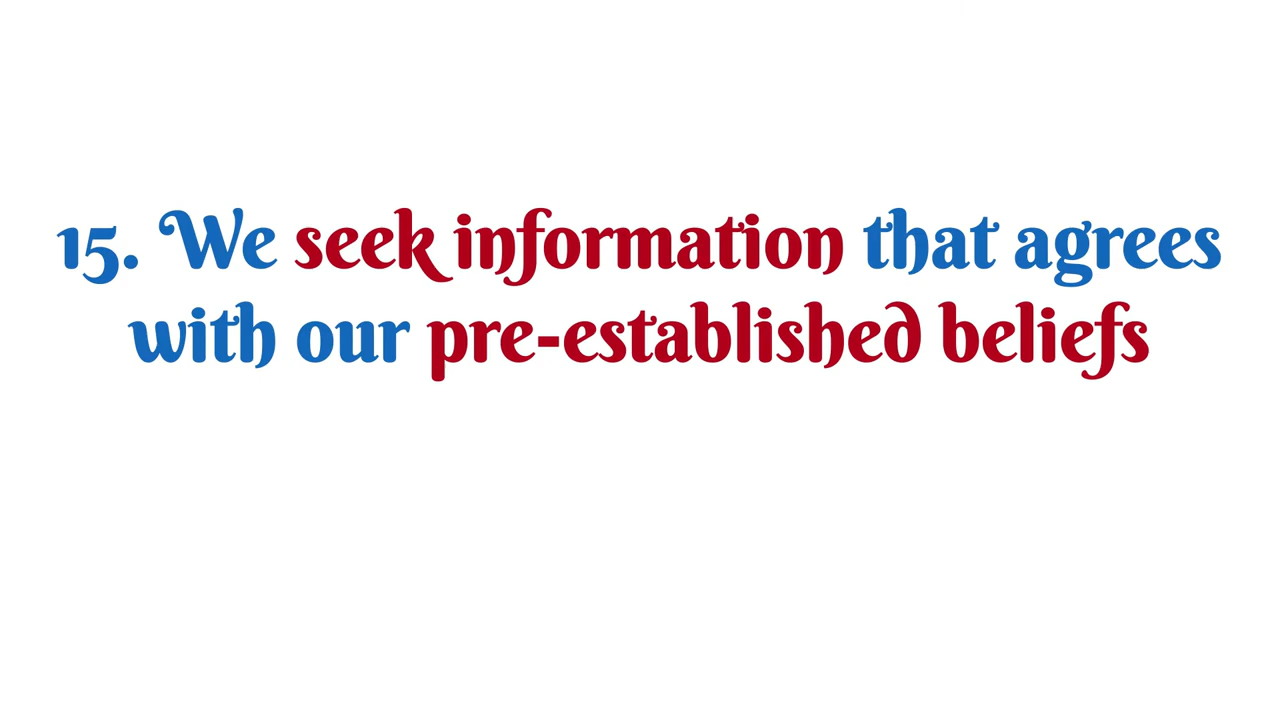 15. We seek information that agrees
with our pre-established beliefs